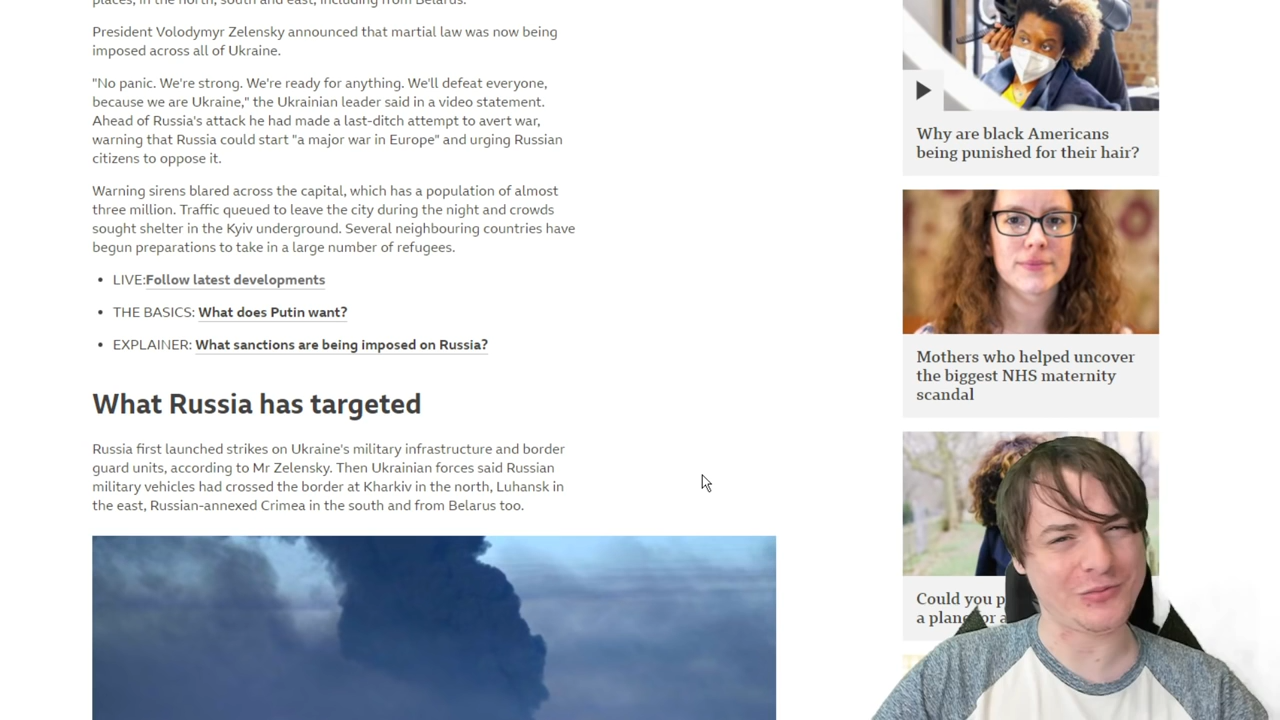 places, in the north, south and east, including from Belarus.
President Volodymyr Zelensky announced that martial law was now being
imposed across all of Ukraine.
"No panic. We're strong. We're ready for anything. We'll defeat everyone,
because we are Ukraine," the Ukrainian leader said in a video statement.
Ahead of Russia's attack he had made a last-ditch attempt to avert war,
warning that Russia could start "a major war in Europe" and urging Russian
citizens to oppose it.
Warning sirens blared across the capital, which has a population of almost
three million. Traffic queued to leave the city during the night and crowds
sought shelter in the Kyiv underground. Several neighbouring countries have
begun preparations to take in a large number of refugees.
• LIVE:Follow latest developments
• THE BASICS: What does Putin want?
• EXPLAINER: What sanctions are being imposed on Russia?
What Russia has targeted
Russia first launched strikes on Ukraine's military infrastructure and border
guard units, according to Mr Zelensky. Then Ukrainian forces said Russian
military vehicles had crossed the border at Kharkiv in the north, Luhansk in
the east, Russian-annexed Crimea in the south and from Belarus too.
Why are black Americans
being punished for their hair?
Mothers who helped uncover
the biggest NHS maternity
scandal
Could you
a plane